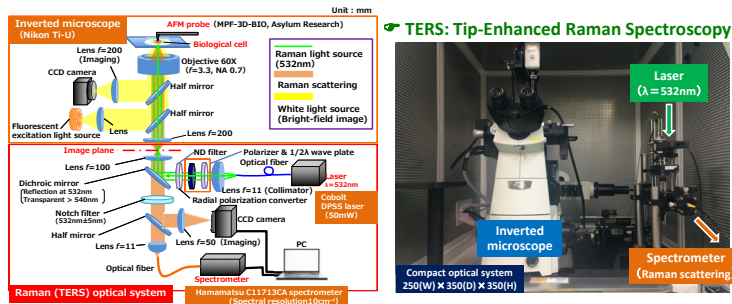 Unit : mm
Inverted microscope
(Nikon Ti-U)
AFM probe (MPF-3D-BIO, Asylum Research)
Biological cell
Lens f=200
(Imaging)
CCD camera
Objective 60X
(f=3.3, NA 0.7)
Half mirror
Half mirror
Fluorescent
excitation light source
Lens
Lens f=200
Raman light source
(532nm)
Raman scattering
White light source
(Bright-field image)
Image plane
ND filter
Polarizer & 1/2λ wave plate
Optical fiber
Lens f=100
Dichroic mirror
(Reflection at 532nm
Transparent > 540nm)
Lens f=11 (Collimator)
Radial polarization converter
Laser
λ=532nm
Cobolt
DPSS laser
(50mW)
Notch filter
(532nm±5nm)
Half mirror
CCD camera
Lens f=11
Lens f=50 (Imaging)
PC
Optical fiber
Spectrometer
Raman (TERS) optical system
Hamamatsu C11713CA spectrometer
(Spectral resolution10cm⁻¹)
☞ TERS: Tip-Enhanced Raman Spectroscopy
Laser
(λ=532nm)
Inverted
microscope
Spectrometer
(Raman scattering
Compact optical system
250(W) × 350(D) × 350(H)